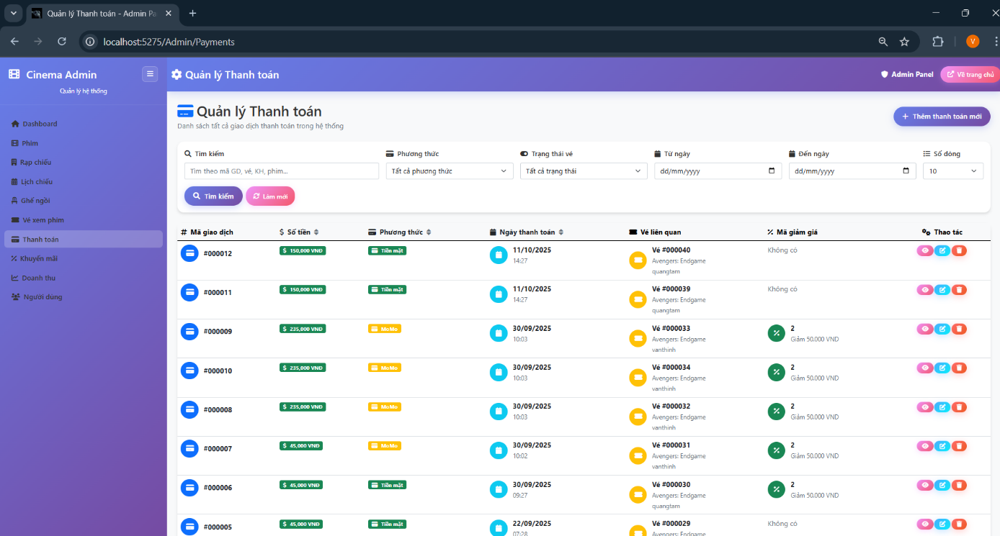 Quản lý Thanh toán - Admin Pa
localhost:5275/Admin/Payments
V
Cinema Admin
Quản lý hệ thống
Quản lý Thanh toán
Admin Panel
Về trang chủ
Dashboard
Phim
Rạp chiếu
Lịch chiếu
Ghế ngồi
Vé xem phim
Thanh toán
Khuyến mãi
Doanh thu
Người dùng
Quản lý Thanh toán
Danh sách tất cả giao dịch thanh toán trong hệ thống
Thêm thanh toán mới
Tìm kiếm Phương thức Trạng thái vé Từ ngày Đến ngày Số dòng
Tìm theo mã GD, vé, KH, phim... Tất cả phương thức Tất cả trạng thái dd/mm/yyyy dd/mm/yyyy 10
Tìm kiếm Làm mới
# Mã giao dịch $ Số tiền Phương thức Ngày thanh toán Vé liên quan % Mã giảm giá Thao tác
#000012 $ 150,000 VNĐ Tiền mặt 11/10/2025 Vé #000040 Không có
14:27 Avengers: Endgame
quangtam
#000011 $ 150,000 VNĐ Tiền mặt 11/10/2025 Vé #000039 Không có
14:27 Avengers: Endgame
quangtam
#000009 $ 235,000 VNĐ MoMo 30/09/2025 Vé #000033 % 2
10:03 Avengers: Endgame Giảm 50.000 VND
vanthinh
#000010 $ 235,000 VNĐ MoMo 30/09/2025 Vé #000034 % 2
10:03 Avengers: Endgame Giảm 50.000 VND
vanthinh
#000008 $ 235,000 VNĐ MoMo 30/09/2025 Vé #000032 % 2
10:03 Avengers: Endgame Giảm 50.000 VND
vanthinh
#000007 $ 45,000 VNĐ MoMo 30/09/2025 Vé #000031 % 2
10:02 Avengers: Endgame Giảm 50.000 VND
vanthinh
#000006 $ 45,000 VNĐ Tiền mặt 30/09/2025 Vé #000030 % 2
09:27 Avengers: Endgame Giảm 50.000 VND
quangtam
#000005 $ 45,000 VNĐ Tiền mặt 22/09/2025 Vé #000029 Không có
07:28 Avengers: Endgame